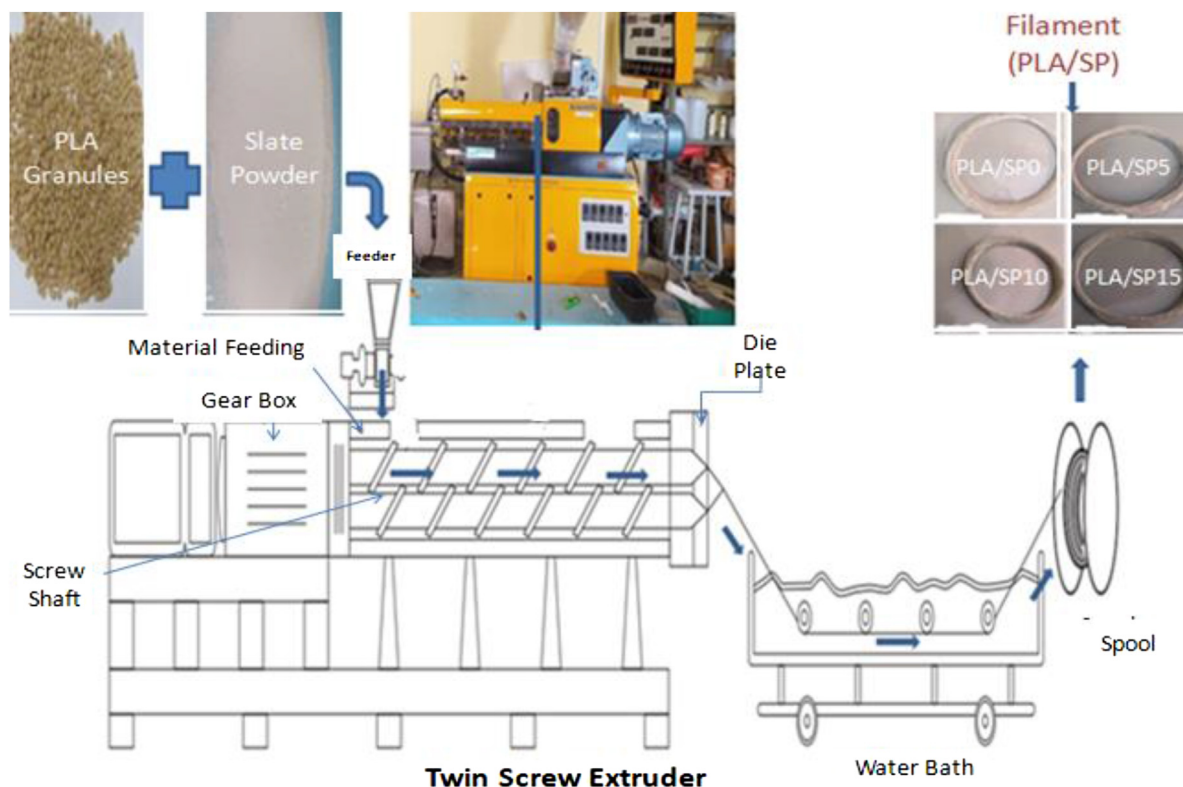 PLA
Granules
Slate
Powder
Feeder
Filament
(PLA/SP)
PLA/SP0
PLA/SP5
PLA/SP10
PLA/SP15
Material Feeding
Gear Box
Die
Plate
Screw
Shaft
Spool
Water Bath
Twin Screw Extruder